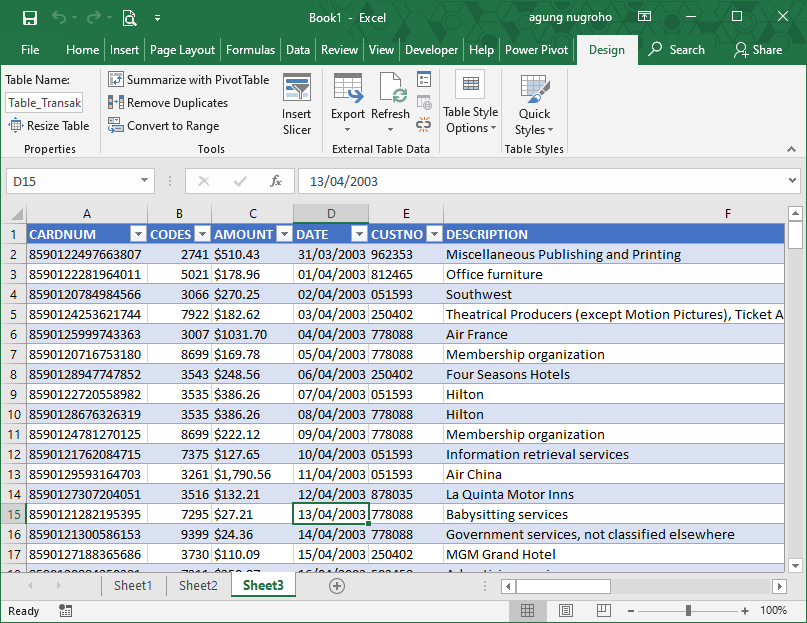 Book1 - Excel
agung nugroho
File Home Insert Page Layout Formulas Data Review View Developer Help Power Pivot Design Search Share
Table Name:
Table_Transak
Resize Table
Properties
Summarize with PivotTable
Remove Duplicates
Convert to Range
Tools
Insert
Slicer
Export
Refresh
External Table Data
Table Style
Options
Quick
Styles
Table Styles
D15
fx
13/04/2003
A B C D E F
1 CARDNUM CODES AMOUNT DATE CUSTNO DESCRIPTION
2 8590122497663807 2741 $510.43 31/03/2003 962353 Miscellaneous Publishing and Printing
3 8590122281964011 5021 $178.96 01/04/2003 812465 Office furniture
4 8590120784984566 3066 $270.25 02/04/2003 051593 Southwest
5 8590124253621744 7922 $182.62 03/04/2003 250402 Theatrical Producers (except Motion Pictures), Ticket A
6 8590125999743363 3007 $1031.70 04/04/2003 778088 Air France
7 8590120716753180 8699 $169.78 05/04/2003 778088 Membership organization
8 8590128947747852 3543 $248.56 06/04/2003 250402 Four Seasons Hotels
9 8590122720558982 3535 $386.26 07/04/2003 051593 Hilton
10 8590128676326319 3535 $386.26 08/04/2003 778088 Hilton
11 8590124781270125 8699 $222.12 09/04/2003 778088 Membership organization
12 8590121762084715 7375 $127.65 10/04/2003 051593 Information retrieval services
13 8590129593164703 3261 $1,790.56 11/04/2003 051593 Air China
14 8590127307204051 3516 $132.21 12/04/2003 878035 La Quinta Motor Inns
15 8590121282195395 7295 $27.21 13/04/2003 778088 Babysitting services
16 8590121300586153 9399 $24.36 14/04/2003 778088 Government services, not classified elsewhere
17 8590127188365686 3730 $110.09 15/04/2003 250402 MGM Grand Hotel
Sheet1 Sheet2 Sheet3
Ready
100%